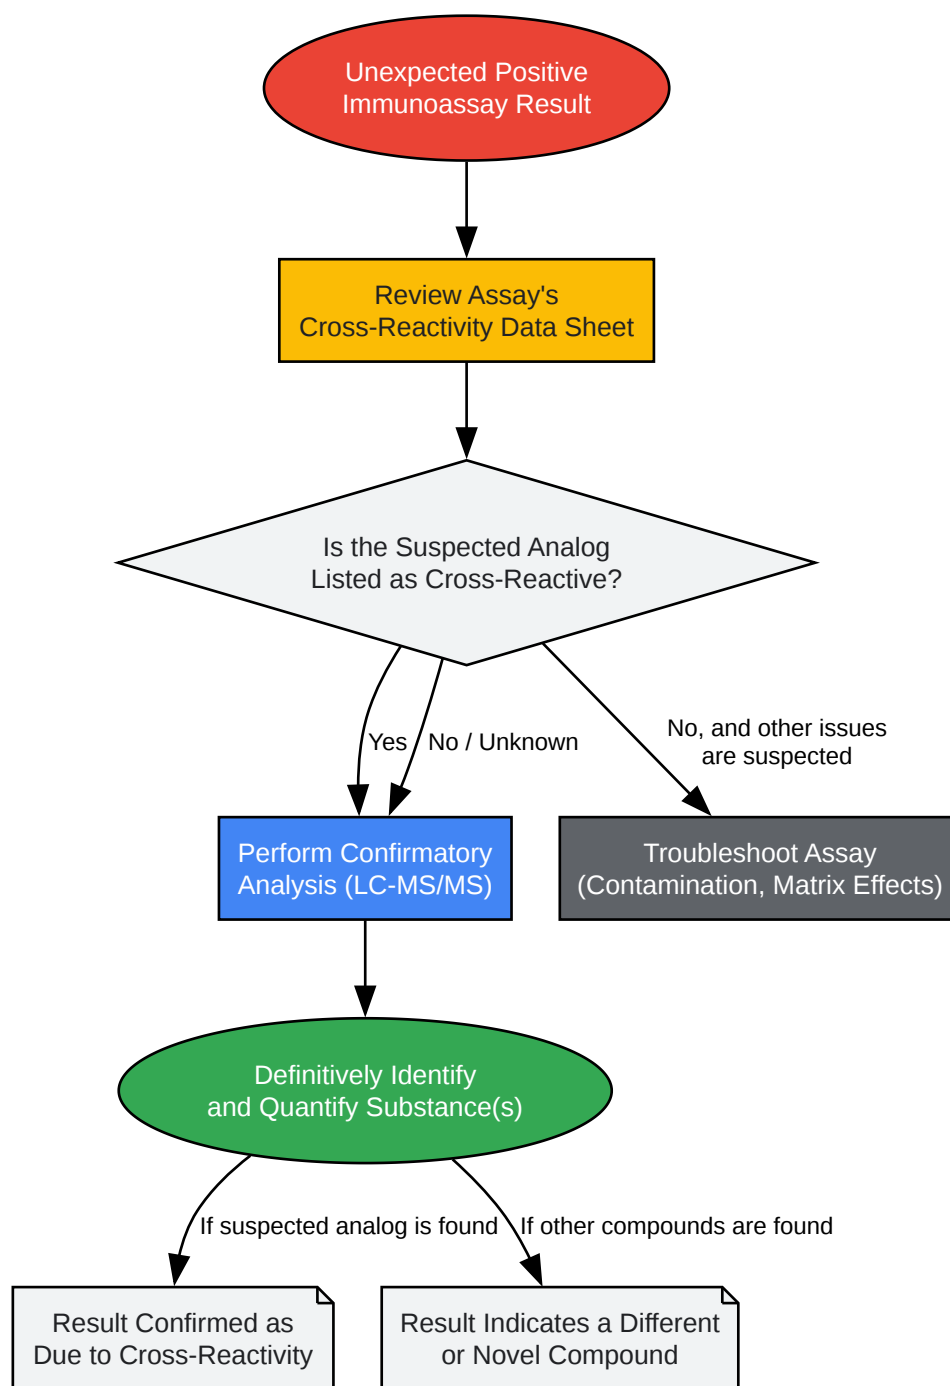 Unexpected Positive
Immunoassay Result
Review Assay's
Cross-Reactivity Data Sheet
Is the Suspected Analog
Listed as Cross-Reactive?
Yes
No / Unknown
No, and other issues
are suspected
Perform Confirmatory
Analysis (LC-MS/MS)
Troubleshoot Assay
(Contamination, Matrix Effects)
Definitively Identify
and Quantify Substance(s)
If suspected analog is found
If other compounds are found
Result Confirmed as
Due to Cross-Reactivity
Result Indicates a Different
or Novel Compound